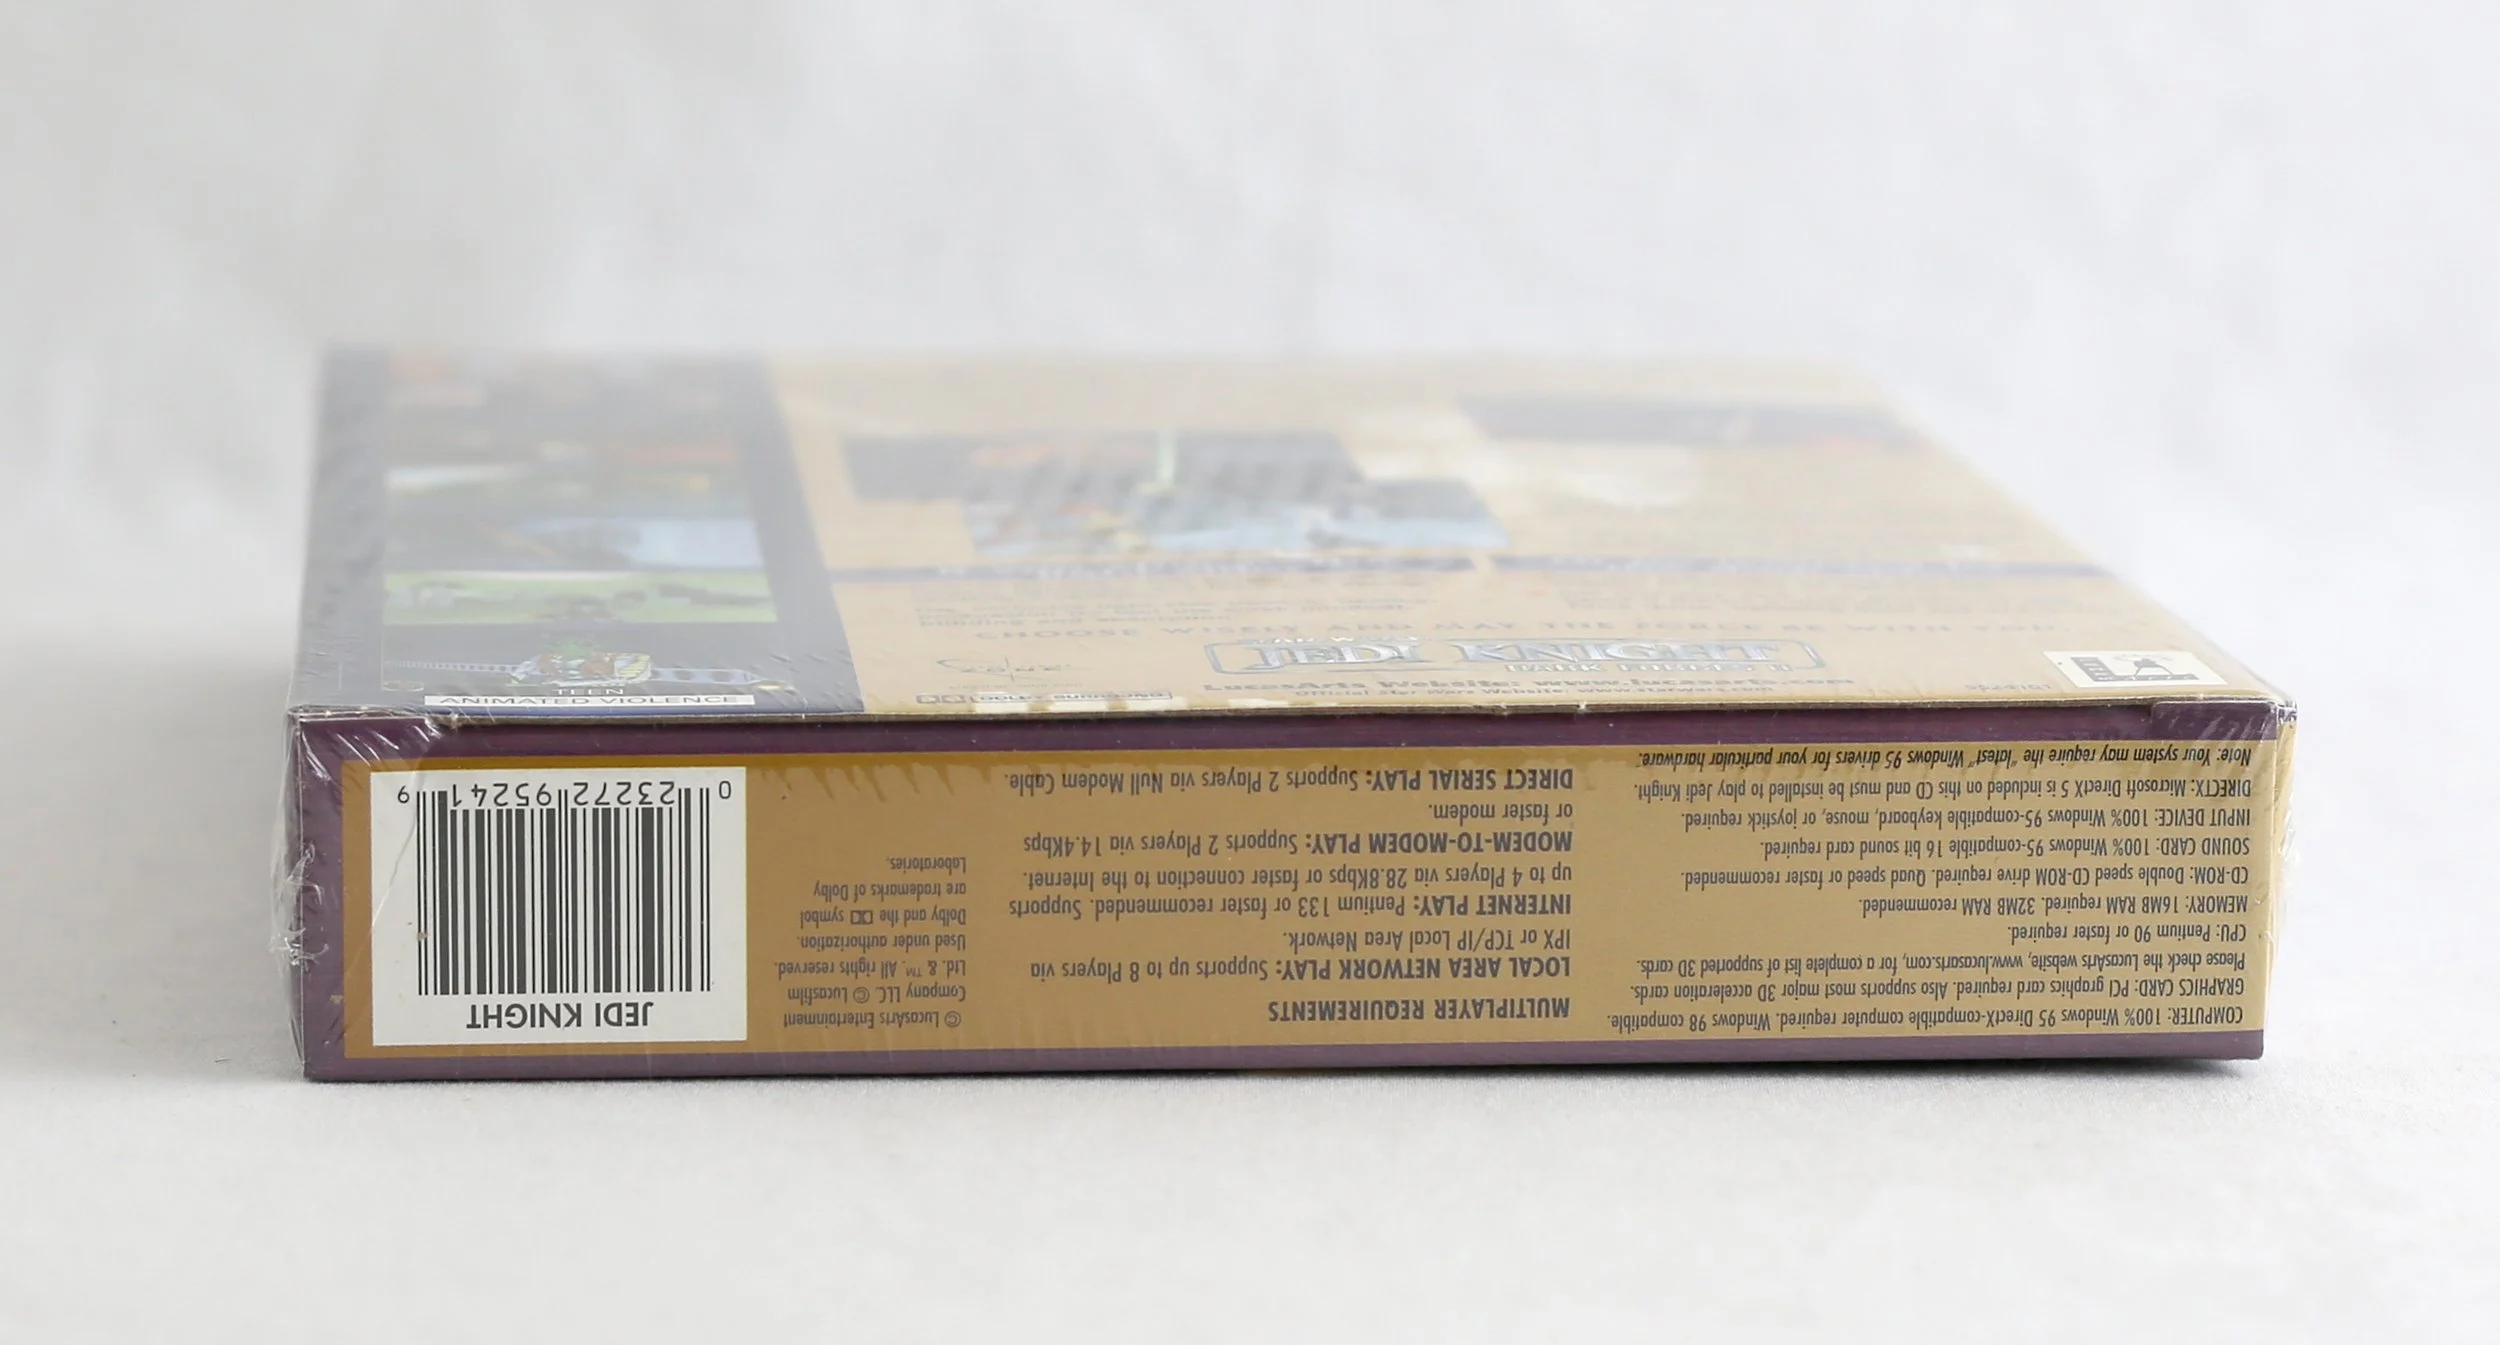 CHOOSE WISELY AND MAY THE FORCE BE WITH YOU.
STAR WARS
JEDI KNIGHT
DARK FORCES II
LucasArts Website: www.lucasarts.com
Official Star Wars Website: www.starwars.com
DOLBY SURROUND
TEEN
ANIMATED VIOLENCE
COMPUTER: 100% Windows 95 DirectX-compatible computer required. Windows 98 compatible.
GRAPHICS CARD: PCI graphics card required. Also supports most major 3D acceleration cards.
Please check the LucasArts website, www.lucasarts.com, for a complete list of supported 3D cards.
CPU: Pentium 90 or faster required.
MEMORY: 16MB RAM required. 32MB RAM recommended.
CD-ROM: Double speed CD-ROM drive required. Quad speed or faster recommended.
SOUND CARD: 100% Windows 95-compatible 16 bit sound card required.
INPUT DEVICE: 100% Windows 95-compatible keyboard, mouse, or joystick required.
DIRECTX: Microsoft DirectX 5 is included on this CD and must be installed to play Jedi Knight.
Note: Your system may require the "latest" Windows 95 drivers for your particular hardware.
MULTIPLAYER REQUIREMENTS
LOCAL AREA NETWORK PLAY: Supports up to 8 Players via
IPX or TCP/IP Local Area Network.
INTERNET PLAY: Pentium 133 or faster recommended. Supports
up to 4 Players via 28.8Kbps or faster connection to the Internet.
MODEM-TO-MODEM PLAY: Supports 2 Players via 14.4Kbps
or faster modem.
DIRECT SERIAL PLAY: Supports 2 Players via Null Modem Cable.
© LucasArts Entertainment
Company LLC. © Lucasfilm
Ltd. & ™. All rights reserved.
Used under authorization.
Dolby and the symbol
are trademarks of Dolby
Laboratories.
JEDI KNIGHT
0 23272 95241 9